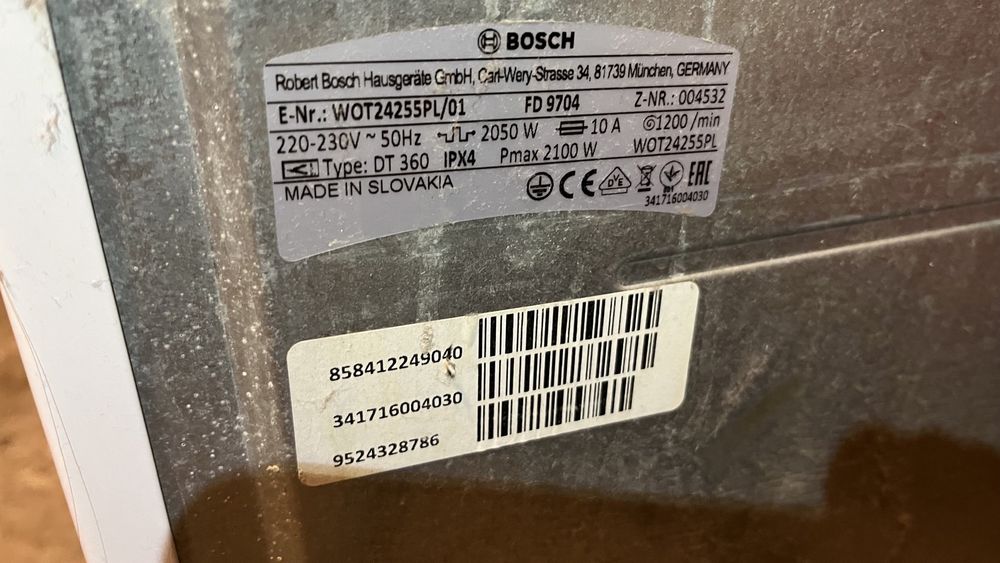 BOSCH
Robert Bosch Hausgeräte GmbH, Carl-Wery-Strasse 34, 81739 München, GERMANY
E-Nr.: WOT24255PL/01 FD 9704 Z-NR.: 004532
220-230V ~ 50Hz 2050 W 10 A 1200 /min
Type: DT 360 IPX4 Pmax 2100 W WOT24255PL
MADE IN SLOVAKIA CE DVE EAC
341716004030
858412249040
341716004030
9524328786